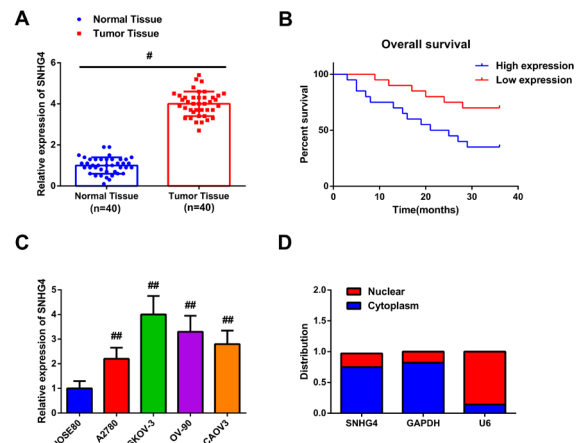 A
Normal Tissue
Tumor Tissue
Relative expression of SNHG4
6
4
2
0
#
Normal Tissue
(n=40)
Tumor Tissue
(n=40)
B
Overall survival
High expression
Low expression
Percent survival
100
50
0
0
10
20
30
40
Time(months)
C
Relative expression of SNHG4
5
4
3
2
1
0
##
##
##
##
A2780
OV-90
CAOV3
D
Nuclear
Cytoplasm
Distribution
2.0
1.5
1.0
0.5
0.0
SNHG4
GAPDH
U6